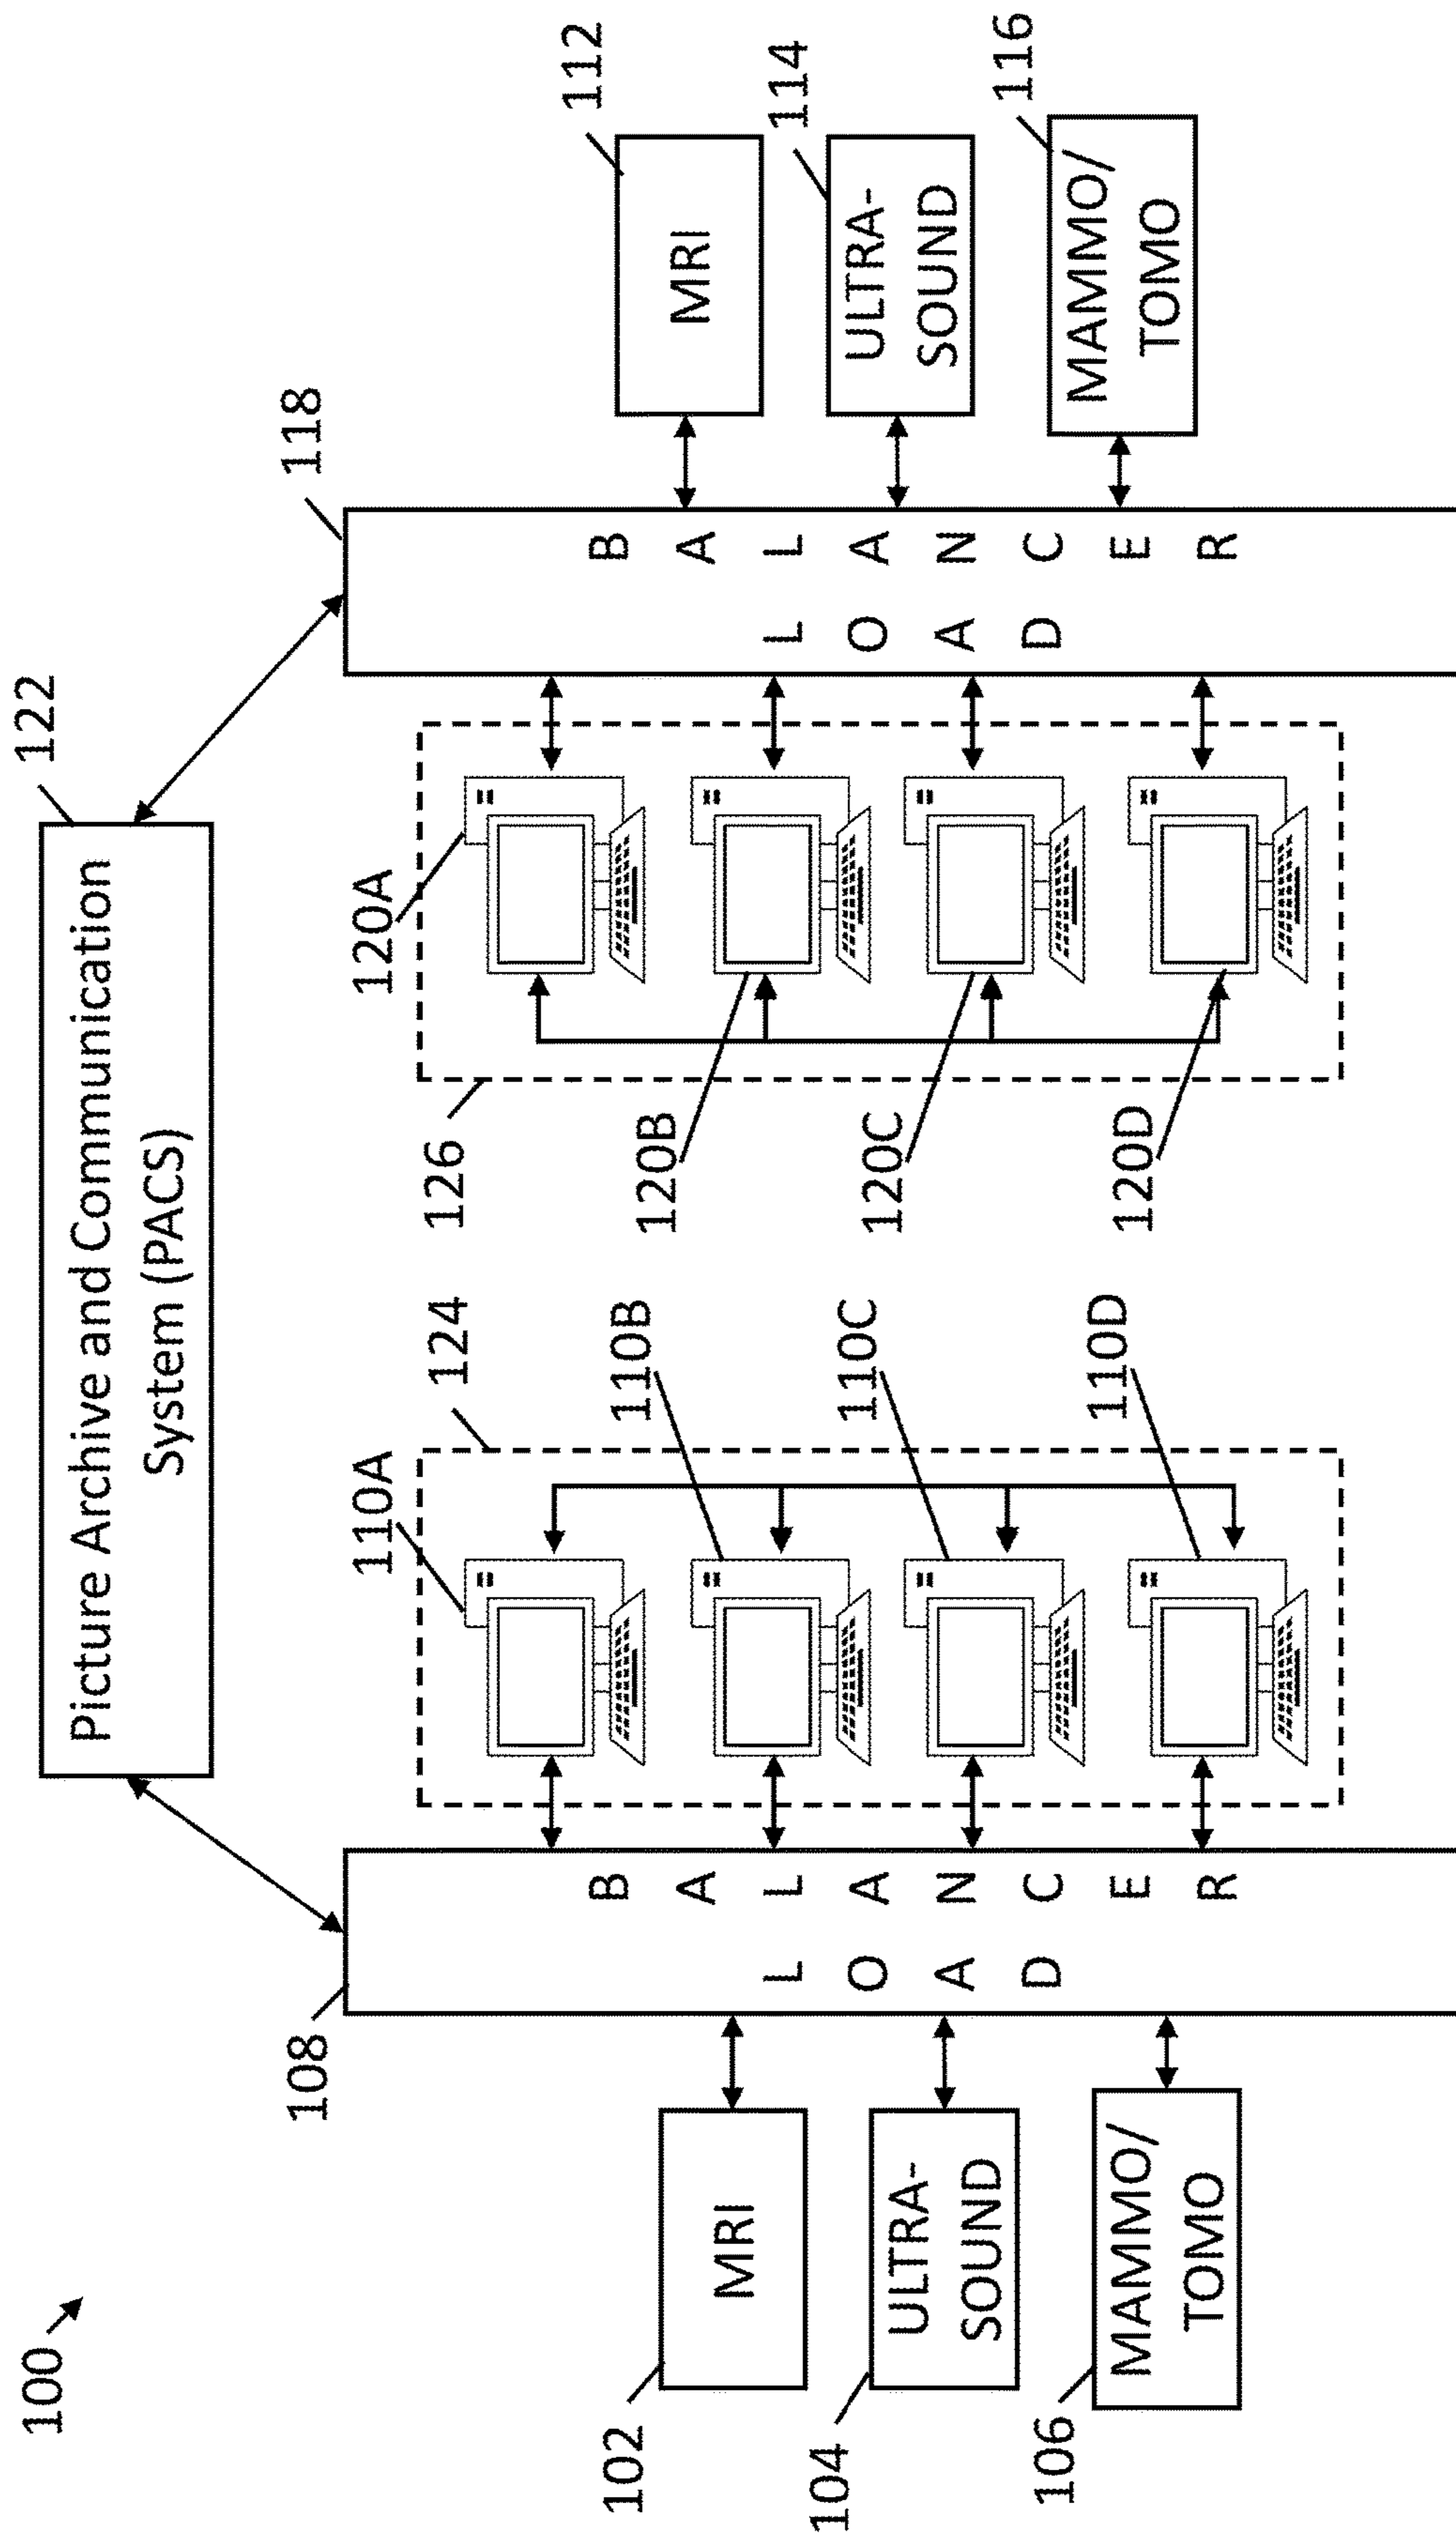 100
Picture Archive and Communication
System (PACS)
122
108
118
124
126
110A
110B
110C
110D
120A
120B
120C
120D
LOAD
BALANCER
LOAD
BALANCER
102
MRI
104
ULTRA-
SOUND
106
MAMMO/
TOMO
112
MRI
114
ULTRA-
SOUND
116
MAMMO/
TOMO